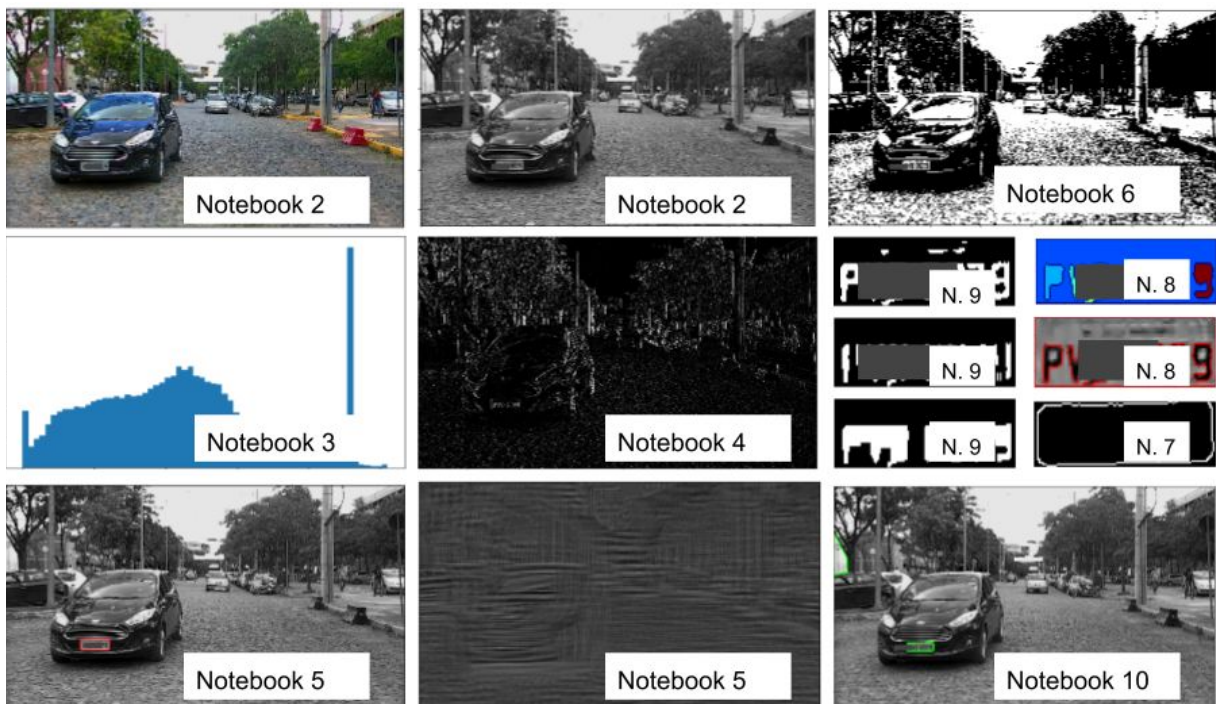 Notebook 2
Notebook 2
Notebook 6
N. 9
N. 8
N. 9
N. 8
N. 9
N. 7
Notebook 3
Notebook 4
Notebook 5
Notebook 5
Notebook 10